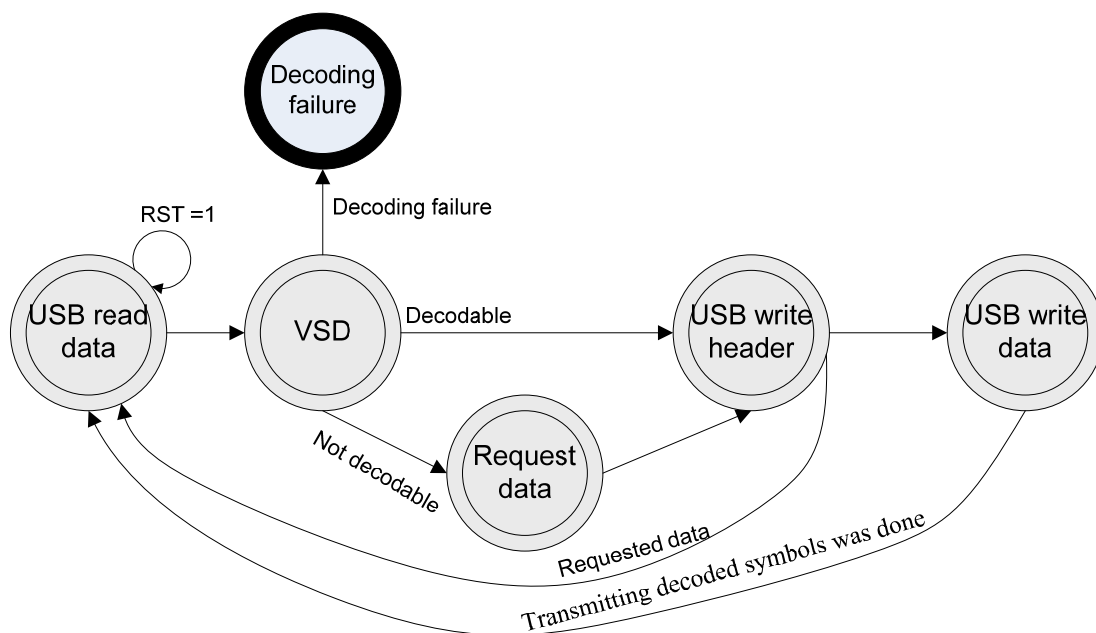 Decoding
failure
Decoding failure
RST =1
USB read
data
VSD
Decodable
USB write
header
USB write
data
Not decodable
Request
data
Requested data
Transmitting decoded symbols was done